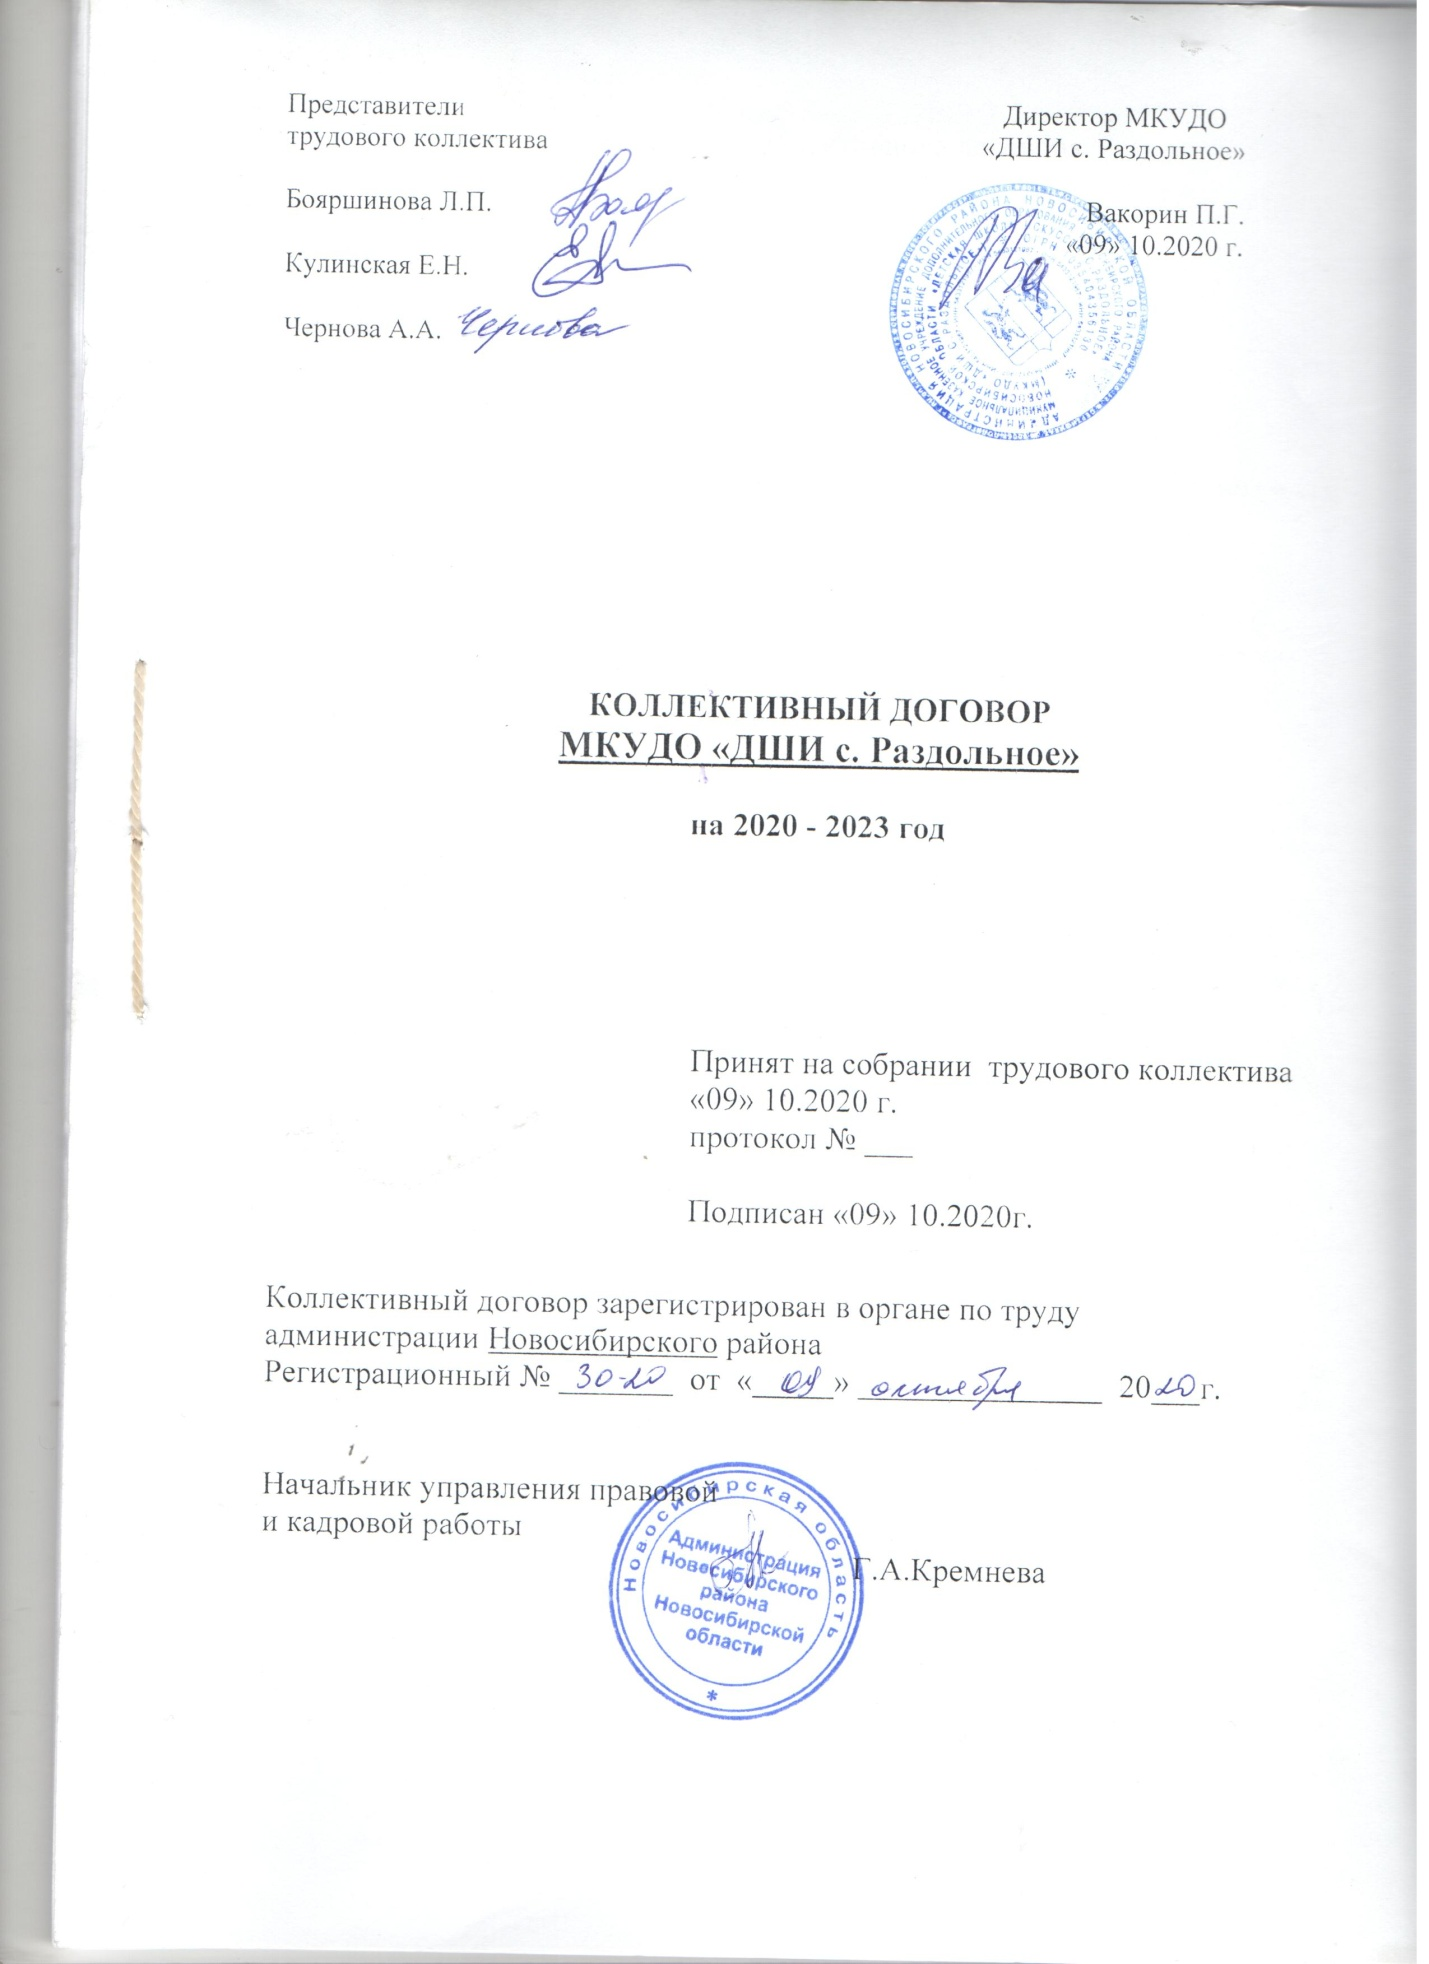 Представители
трудового коллектива
Бояршинова Л.П.
Кулинская Е.Н.
Чернова А.А. Чернова
Директор МКУДО
«ДШИ с. Раздольное»
Вакорин П.Г.
«09» 10.2020 г.
КОЛЛЕКТИВНЫЙ ДОГОВОР
МКУДО «ДШИ с. Раздольное»
на 2020 - 2023 год
Принят на собрании трудового коллектива
«09» 10.2020 г.
протокол № ___
Подписан «09» 10.2020г.
Коллективный договор зарегистрирован в органе по труду
администрации Новосибирского района
Регистрационный № 30-20 от «09» октября 2020г.
Начальник управления правовой
и кадровой работы
Г.А.Кремнева
Новосибирская область
Администрация
Новосибирского
района
Новосибирской
области